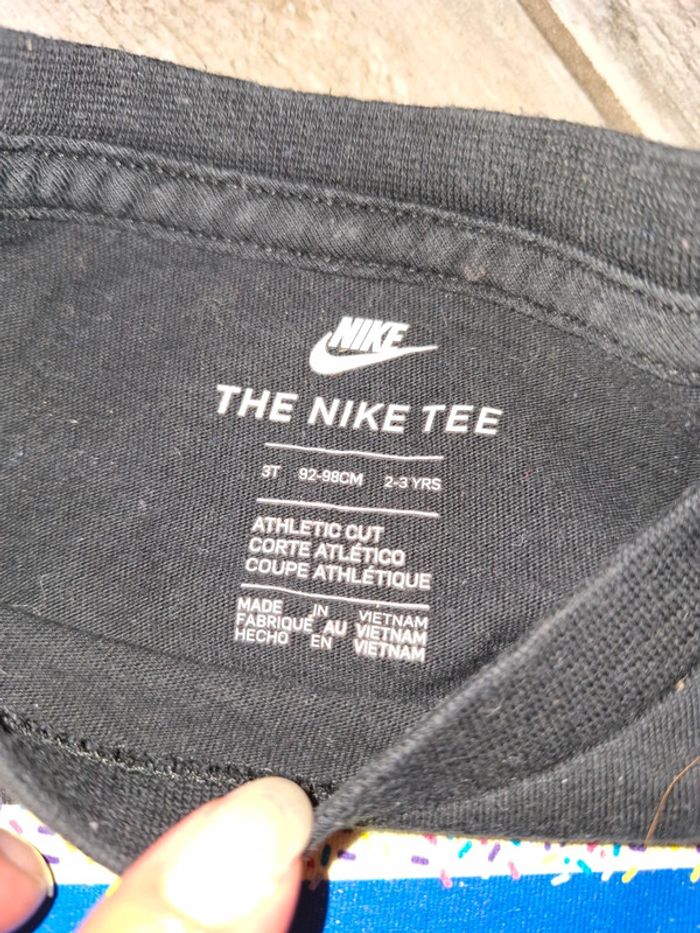 NIKE
THE NIKE TEE
3T 92-98CM 2-3 YRS
ATHLETIC CUT
CORTE ATLÉTICO
COUPE ATHLÉTIQUE
MADE IN VIETNAM
FABRIQUÉ AU VIETNAM
HECHO EN VIETNAM